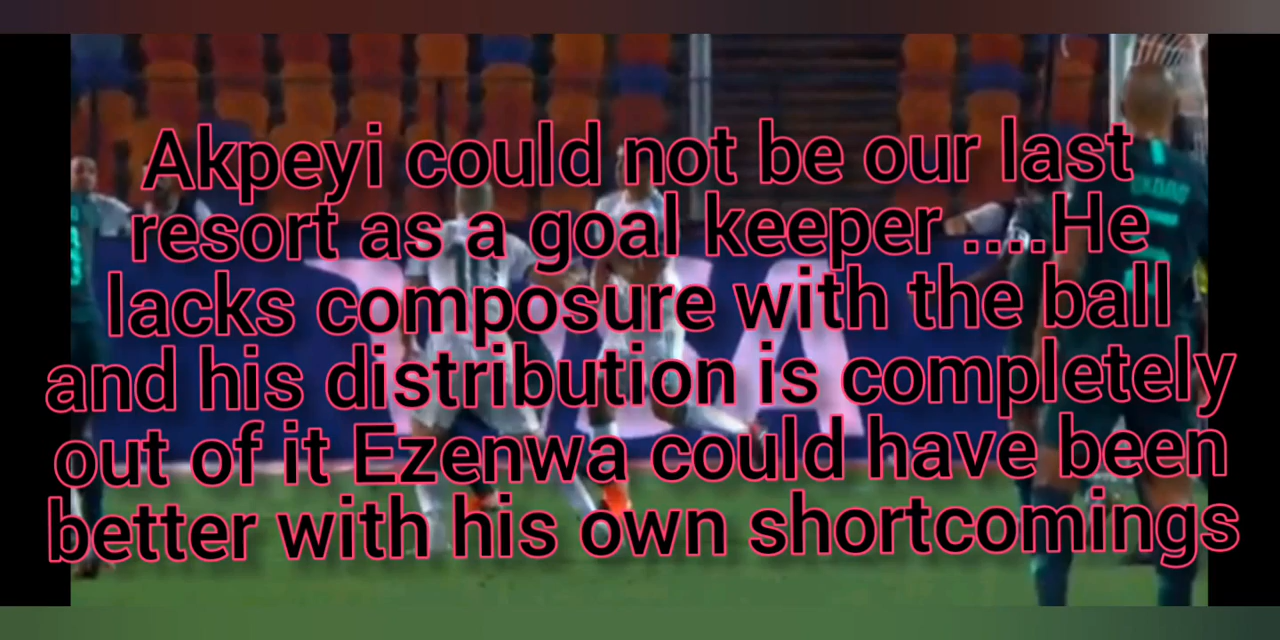 Akpeyi could not be our last
resort as a goal keeper ....He
lacks composure with the ball
and his distribution is completely
out of it Ezenwa could have been
better with his own shortcomings